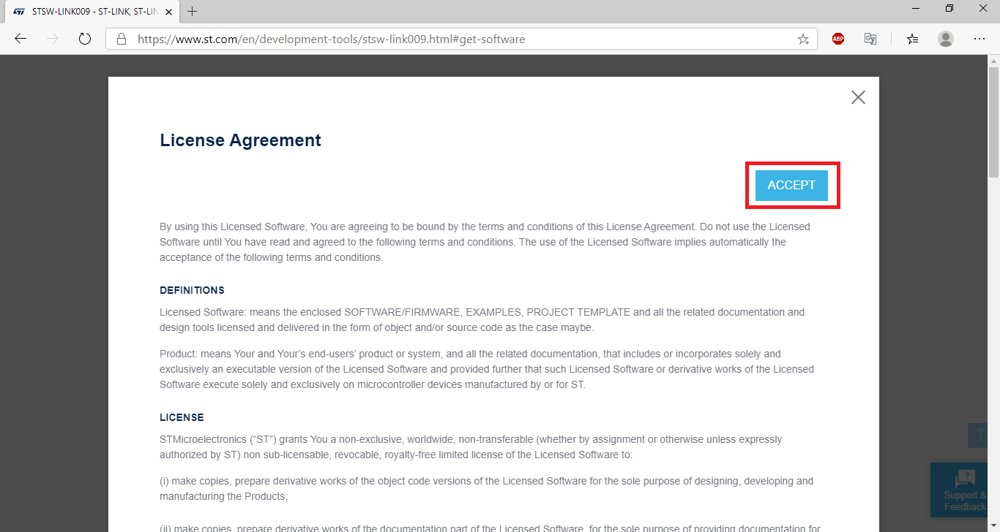 STSW-LINK009 - ST-LINK, ST-LIN
https://www.st.com/en/development-tools/stsw-link009.html#get-software
ABP
License Agreement
ACCEPT
By using this Licensed Software, You are agreeing to be bound by the terms and conditions of this License Agreement. Do not use the Licensed
Software until You have read and agreed to the following terms and conditions. The use of the Licensed Software implies automatically the
acceptance of the following terms and conditions.
DEFINITIONS
Licensed Software: means the enclosed SOFTWARE/FIRMWARE, EXAMPLES, PROJECT TEMPLATE and all the related documentation and
design tools licensed and delivered in the form of object and/or source code as the case maybe.
Product: means Your and Your’s end-users’ product or system, and all the related documentation, that includes or incorporates solely and
exclusively an executable version of the Licensed Software and provided further that such Licensed Software or derivative works of the Licensed
Software execute solely and exclusively on microcontroller devices manufactured by or for ST.
LICENSE
STMicroelectronics (“ST”) grants You a non-exclusive, worldwide, non-transferable (whether by assignment or otherwise unless expressly
authorized by ST) non sub-licensable, revocable, royalty-free limited license of the Licensed Software to:
(i) make copies, prepare derivative works of the object code versions of the Licensed Software for the sole purpose of designing, developing and
manufacturing the Products;
(ii) make copies, prepare derivative works of the documentation part of the Licensed Software, for the sole purpose of providing documentation for
Support &
Feedback